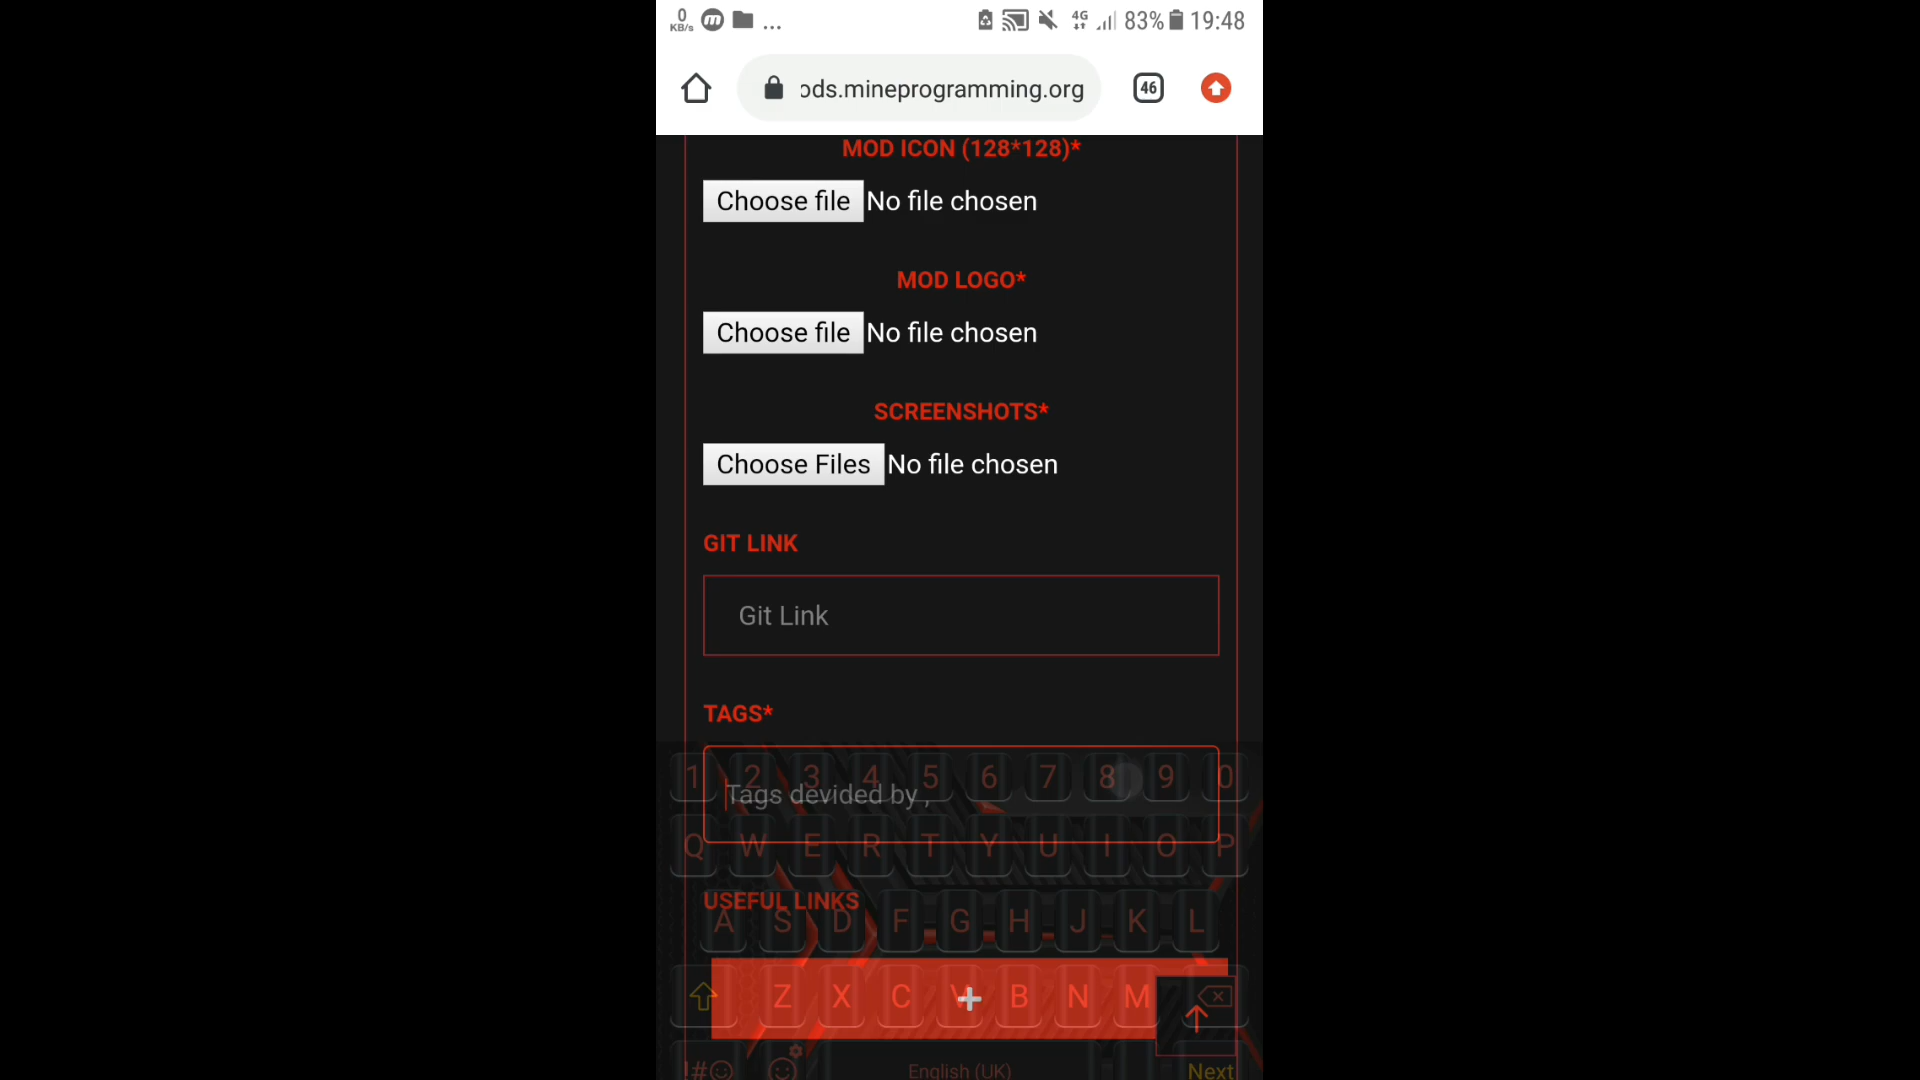 0
KB/s
m
...
4G
83%
19:48
ods.mineprogramming.org
46
MOD ICON (128*128)*
Choose file No file chosen
MOD LOGO*
Choose file No file chosen
SCREENSHOTS*
Choose Files No file chosen
GIT LINK
Git Link
TAGS*
1 2 3 4 5 6 7 8 9 0
Tags devided by ,
Q W E R T Y U I O P
USEFUL LINKS
A S D F G H J K L
Z X C V B N M
+
!#
English (UK)
Next